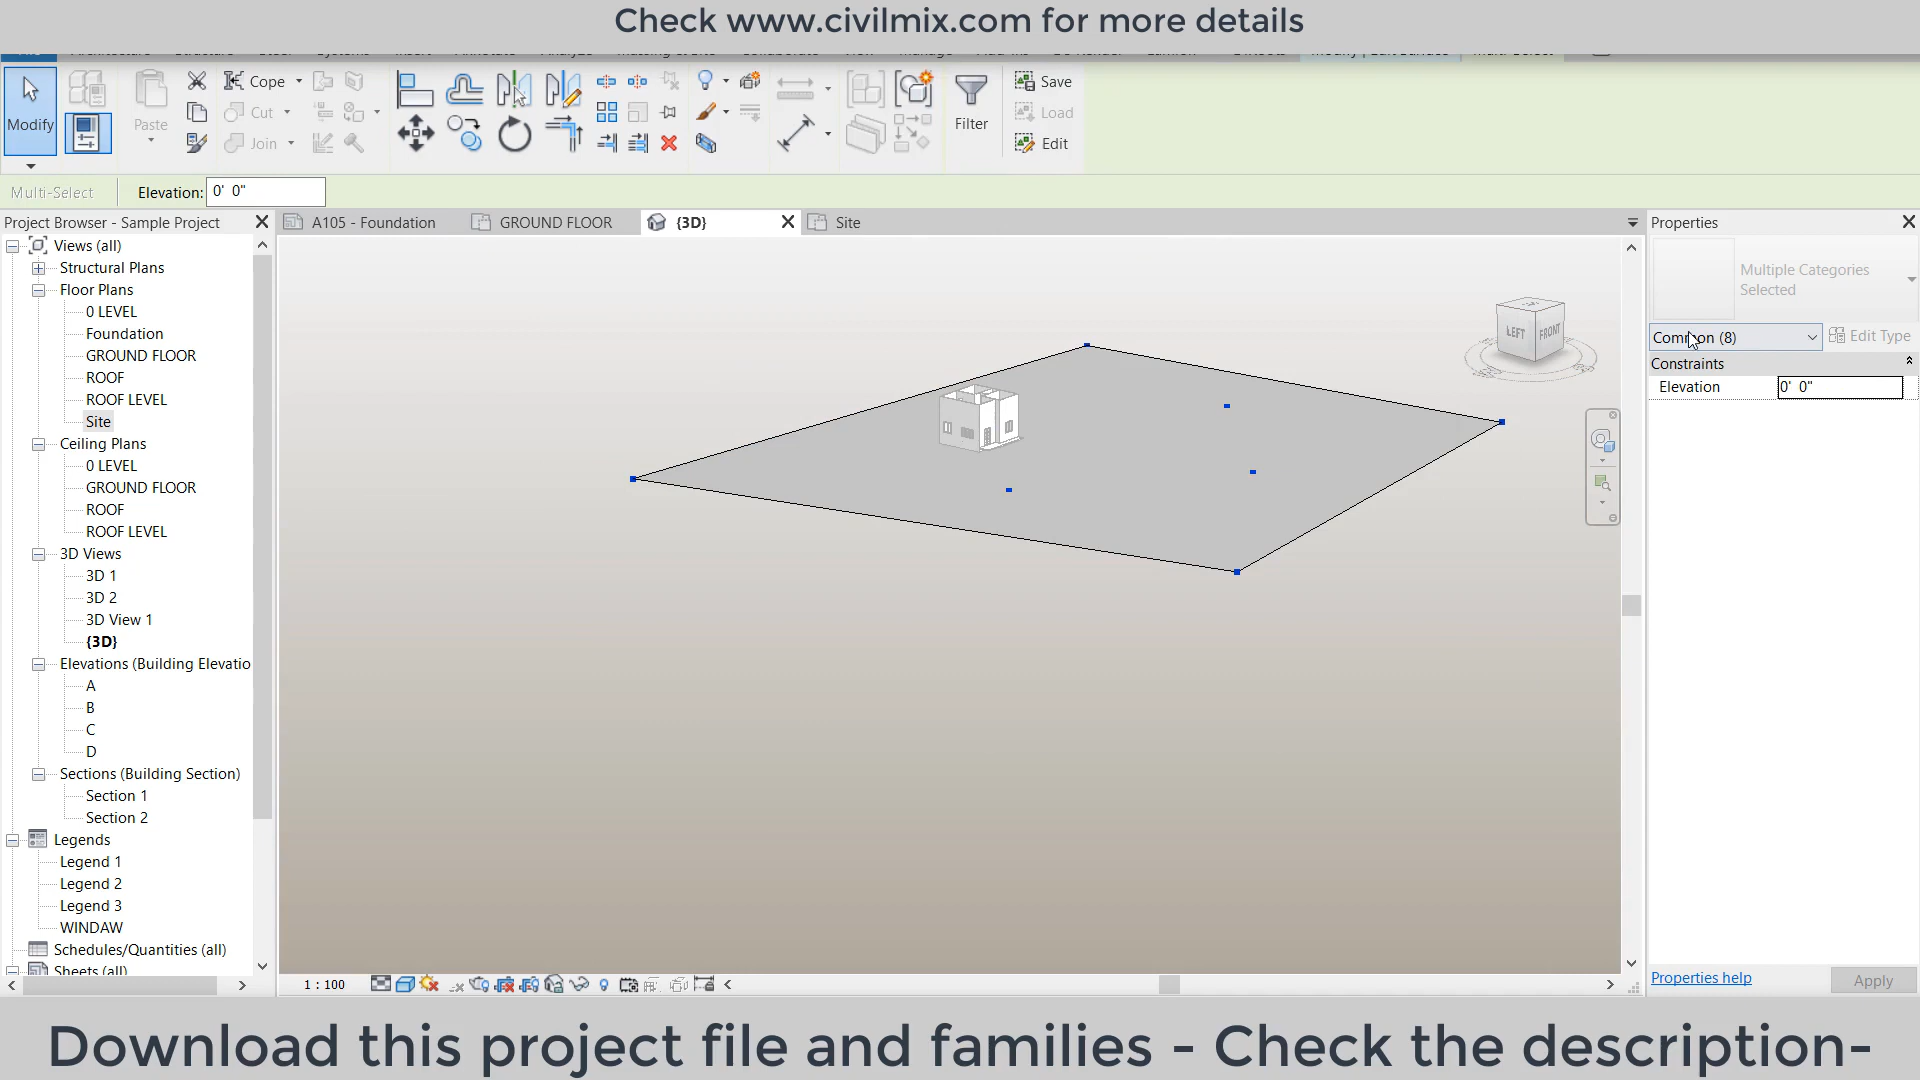 Check www.civilmix.com for more details
Modify
Paste
Cope
Cut
Join
Filter
Save
Load
Edit
Multi-Select
Elevation:
0' 0"
Project Browser - Sample Project
A105 - Foundation
GROUND FLOOR
{3D}
Site
Properties
Views (all)
Structural Plans
Floor Plans
0 LEVEL
Foundation
GROUND FLOOR
ROOF
ROOF LEVEL
Site
Ceiling Plans
0 LEVEL
GROUND FLOOR
ROOF
ROOF LEVEL
3D Views
3D 1
3D 2
3D View 1
{3D}
Elevations (Building Elevatio
A
B
C
D
Sections (Building Section)
Section 1
Section 2
Legends
Legend 1
Legend 2
Legend 3
WINDAW
Schedules/Quantities (all)
Sheets (all)
LEFT
FRONT
Multiple Categories
Selected
Common (8)
Edit Type
Constraints
Elevation
0' 0"
1 : 100
Properties help
Apply
Download this project file and families - Check the description-